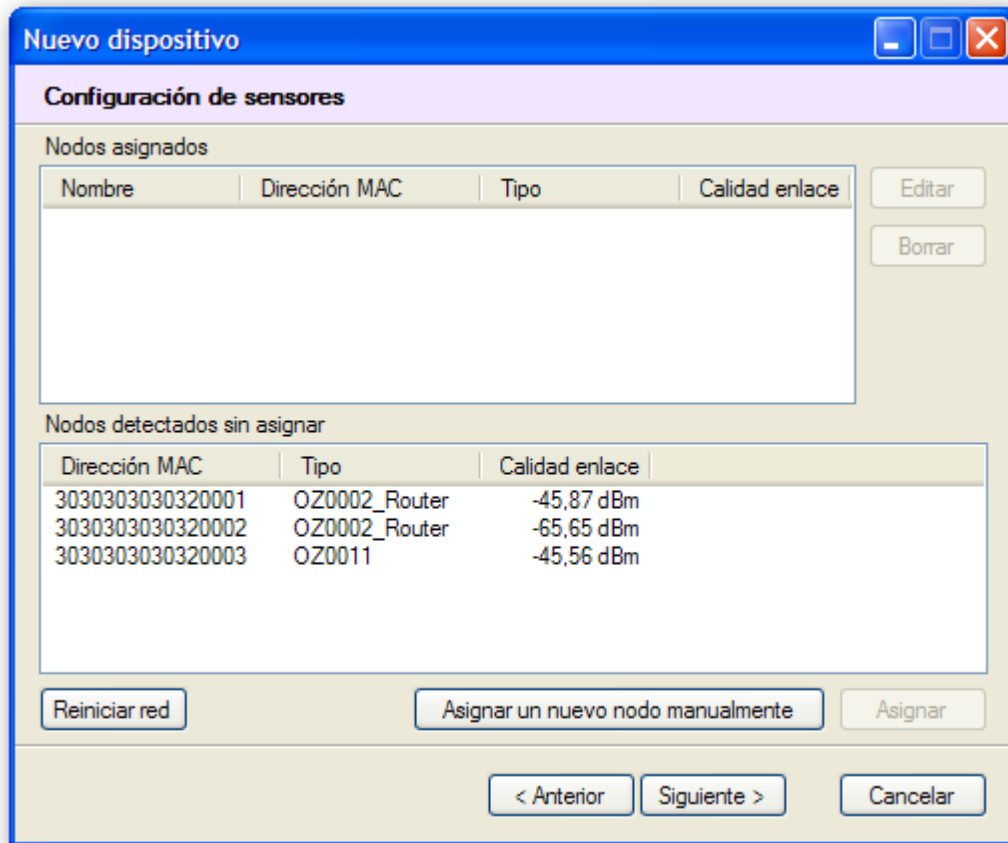 Nuevo dispositivo
Configuración de sensores
Nodos asignados
Nombre Dirección MAC Tipo Calidad enlace
Editar
Borrar
Nodos detectados sin asignar
Dirección MAC Tipo Calidad enlace
3030303030320001 OZ0002_Router -45,87 dBm
3030303030320002 OZ0002_Router -65,65 dBm
3030303030320003 OZ0011 -45,56 dBm
Reiniciar red Asignar un nuevo nodo manualmente Asignar
< Anterior Siguiente > Cancelar